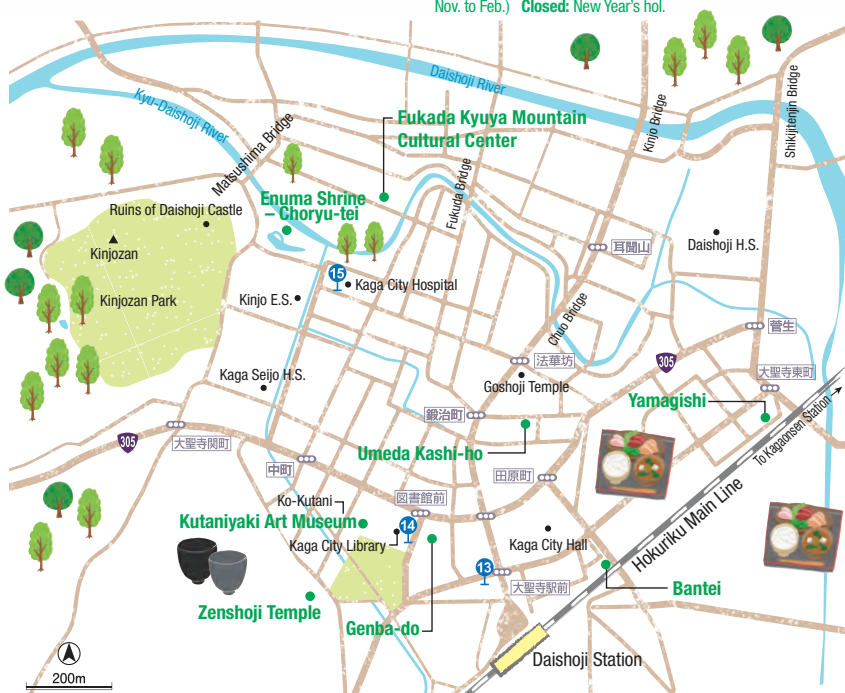 Nov. to Feb.) Closed: New Year's hol.
Daishoji River
Kyu-Daishoji River
Matsushima Bridge
Fukada Kyuya Mountain
Cultural Center
Kinjo Bridge
Shikijitenjin Bridge
Fukuda Bridge
Enuma Shrine
– Choryu-tei
Ruins of Daishoji Castle
Kinjozan
Kinjozan Park
耳聞山
Daishoji H.S.
15
Kaga City Hospital
Kinjo E.S.
Chuo Bridge
菅生
法華坊
305
大聖寺東町
Goshoji Temple
Kaga Seijo H.S.
Yamagishi
To Kagaonsen Station →
鍛冶町
305
大聖寺関町
Umeda Kashi-ho
中町
田原町
Ko-Kutani
図書館前
Kutaniyaki Art Museum
14
Kaga City Library
Kaga City Hall
Hokuriku Main Line
13
大聖寺駅前
Bantei
Zenshoji Temple
Genba-do
Daishoji Station
200m